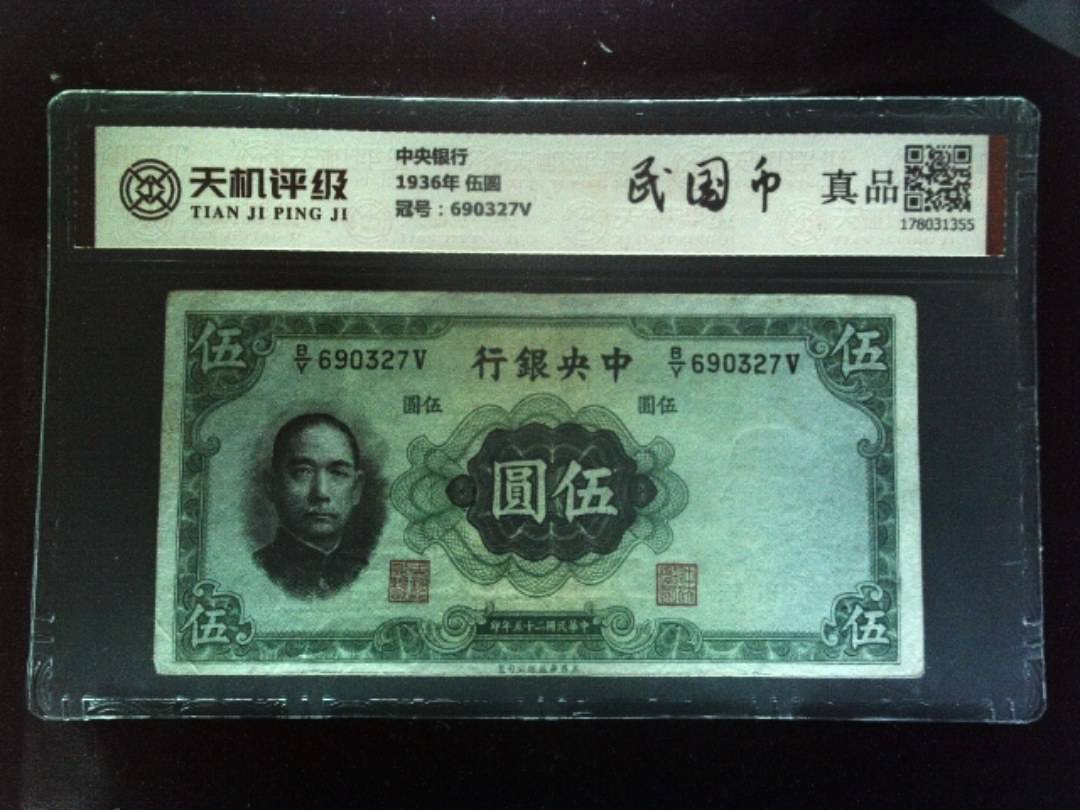 天机评级
TIAN JI PING JI
中央银行
1936年 伍圆
冠号：690327V
民国币
真品
178031355
伍
伍
B/V 690327V
行銀央中
B/V 690327V
圓伍
圓伍
圓伍
伍
伍
印年五十二國民華中